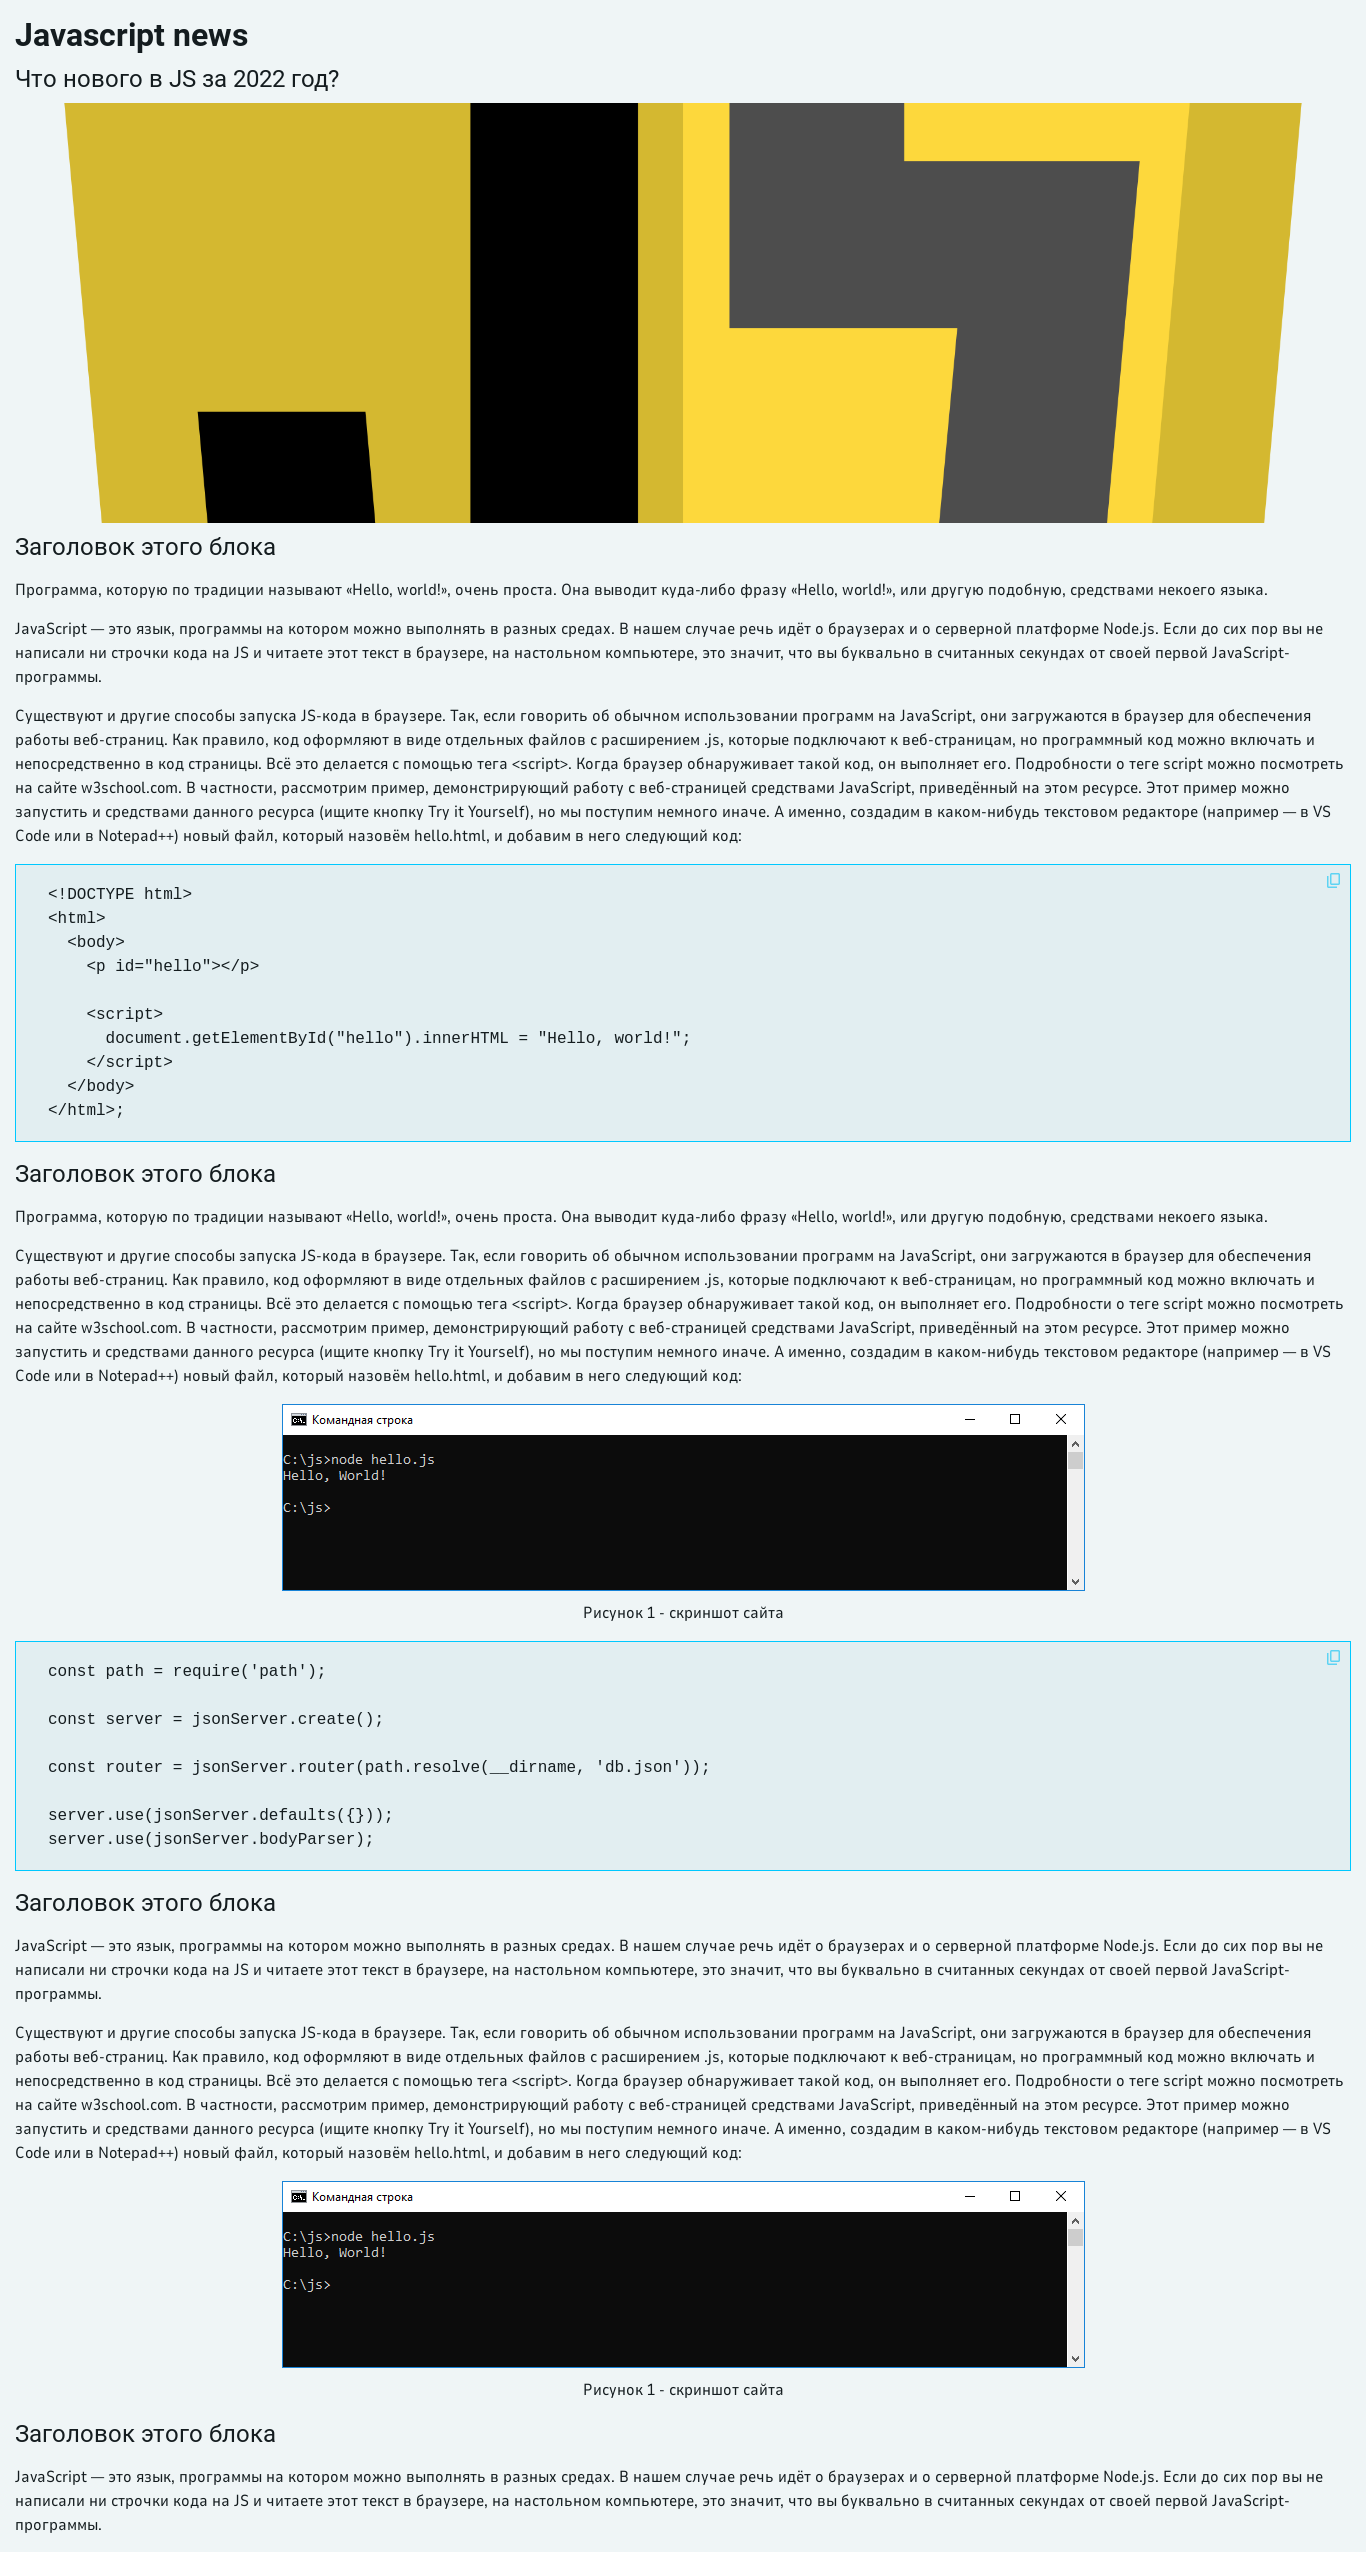 Javascript news
Что нового в JS за 2022 год?
Заголовок этого блока
Программа, которую по традиции называют «Hello, world!», очень проста. Она выводит куда-либо фразу «Hello, world!», или другую подобную, средствами некоего языка.
JavaScript — это язык, программы на котором можно выполнять в разных средах. В нашем случае речь идёт о браузерах и о серверной платформе Node.js. Если до сих пор вы не
написали ни строчки кода на JS и читаете этот текст в браузере, на настольном компьютере, это значит, что вы буквально в считанных секундах от своей первой JavaScript-
программы.
Существуют и другие способы запуска JS-кода в браузере. Так, если говорить об обычном использовании программ на JavaScript, они загружаются в браузер для обеспечения
работы веб-страниц. Как правило, код оформляют в виде отдельных файлов с расширением .js, которые подключают к веб-страницам, но программный код можно включать и
непосредственно в код страницы. Всё это делается с помощью тега <script>. Когда браузер обнаруживает такой код, он выполняет его. Подробности о теге script можно посмотреть
на сайте w3school.com. В частности, рассмотрим пример, демонстрирующий работу с веб-страницей средствами JavaScript, приведённый на этом ресурсе. Этот пример можно
запустить и средствами данного ресурса (ищите кнопку Try it Yourself), но мы поступим немного иначе. А именно, создадим в каком-нибудь текстовом редакторе (например — в VS
Code или в Notepad++) новый файл, который назовём hello.html, и добавим в него следующий код:
<!DOCTYPE html>
<html>
  <body>
    <p id="hello"></p>
    <script>
      document.getElementById("hello").innerHTML = "Hello, world!";
    </script>
  </body>
</html>;
Заголовок этого блока
Программа, которую по традиции называют «Hello, world!», очень проста. Она выводит куда-либо фразу «Hello, world!», или другую подобную, средствами некоего языка.
Существуют и другие способы запуска JS-кода в браузере. Так, если говорить об обычном использовании программ на JavaScript, они загружаются в браузер для обеспечения
работы веб-страниц. Как правило, код оформляют в виде отдельных файлов с расширением .js, которые подключают к веб-страницам, но программный код можно включать и
непосредственно в код страницы. Всё это делается с помощью тега <script>. Когда браузер обнаруживает такой код, он выполняет его. Подробности о теге script можно посмотреть
на сайте w3school.com. В частности, рассмотрим пример, демонстрирующий работу с веб-страницей средствами JavaScript, приведённый на этом ресурсе. Этот пример можно
запустить и средствами данного ресурса (ищите кнопку Try it Yourself), но мы поступим немного иначе. А именно, создадим в каком-нибудь текстовом редакторе (например — в VS
Code или в Notepad++) новый файл, который назовём hello.html, и добавим в него следующий код:
Командная строка
C:\js>node hello.js
Hello, World!
C:\js>
Рисунок 1 - скриншот сайта
const path = require('path');
const server = jsonServer.create();
const router = jsonServer.router(path.resolve(__dirname, 'db.json'));
server.use(jsonServer.defaults({}));
server.use(jsonServer.bodyParser);
Заголовок этого блока
JavaScript — это язык, программы на котором можно выполнять в разных средах. В нашем случае речь идёт о браузерах и о серверной платформе Node.js. Если до сих пор вы не
написали ни строчки кода на JS и читаете этот текст в браузере, на настольном компьютере, это значит, что вы буквально в считанных секундах от своей первой JavaScript-
программы.
Существуют и другие способы запуска JS-кода в браузере. Так, если говорить об обычном использовании программ на JavaScript, они загружаются в браузер для обеспечения
работы веб-страниц. Как правило, код оформляют в виде отдельных файлов с расширением .js, которые подключают к веб-страницам, но программный код можно включать и
непосредственно в код страницы. Всё это делается с помощью тега <script>. Когда браузер обнаруживает такой код, он выполняет его. Подробности о теге script можно посмотреть
на сайте w3school.com. В частности, рассмотрим пример, демонстрирующий работу с веб-страницей средствами JavaScript, приведённый на этом ресурсе. Этот пример можно
запустить и средствами данного ресурса (ищите кнопку Try it Yourself), но мы поступим немного иначе. А именно, создадим в каком-нибудь текстовом редакторе (например — в VS
Code или в Notepad++) новый файл, который назовём hello.html, и добавим в него следующий код:
Командная строка
C:\js>node hello.js
Hello, World!
C:\js>
Рисунок 1 - скриншот сайта
Заголовок этого блока
JavaScript — это язык, программы на котором можно выполнять в разных средах. В нашем случае речь идёт о браузерах и о серверной платформе Node.js. Если до сих пор вы не
написали ни строчки кода на JS и читаете этот текст в браузере, на настольном компьютере, это значит, что вы буквально в считанных секундах от своей первой JavaScript-
программы.